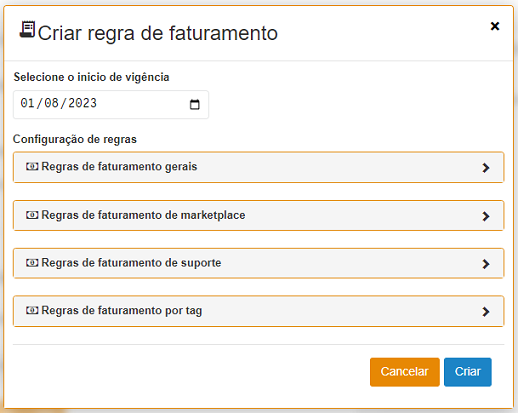 Criar regra de faturamento
Selecione o inicio de vigência
01/08/2023
Configuração de regras
Regras de faturamento gerais
Regras de faturamento de marketplace
Regras de faturamento de suporte
Regras de faturamento por tag
Cancelar Criar